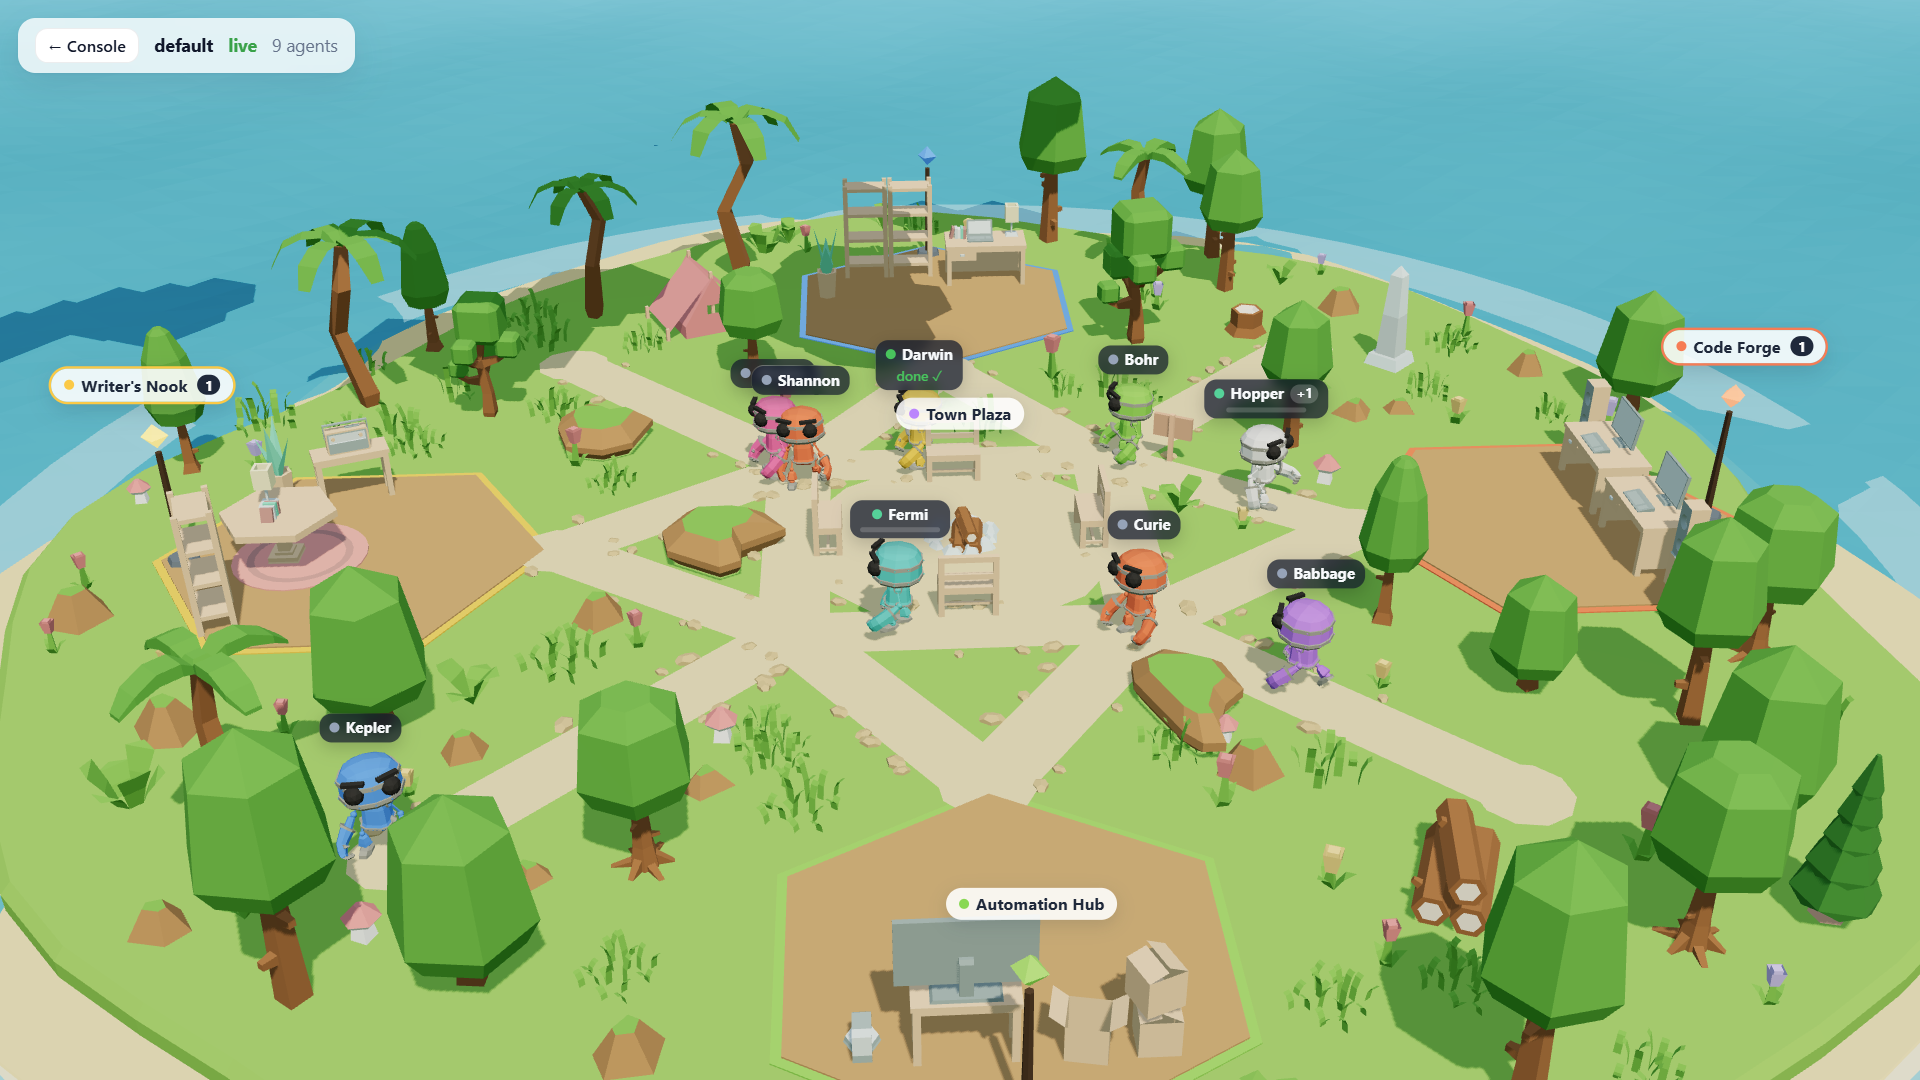 ← Console default live 9 agents
Darwin
done ✓
Shannon
Bohr
Town Plaza
Hopper +1
Writer's Nook 1
Code Forge 1
Fermi
Curie
Babbage
Kepler
Automation Hub